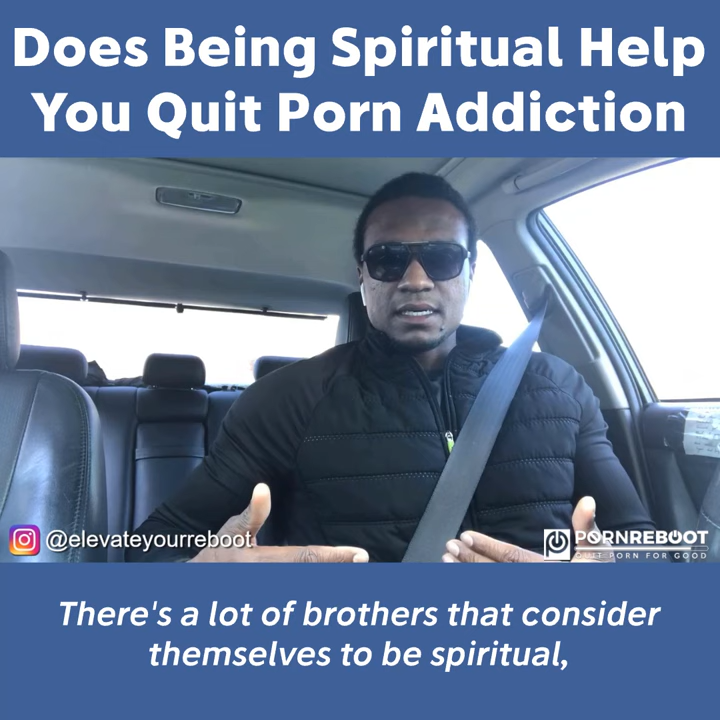 Does Being Spiritual Help
You Quit Porn Addiction
@elevateyourreboot
PORNREBOOT
QUIT PORN FOR GOOD
There's a lot of brothers that consider
themselves to be spiritual,